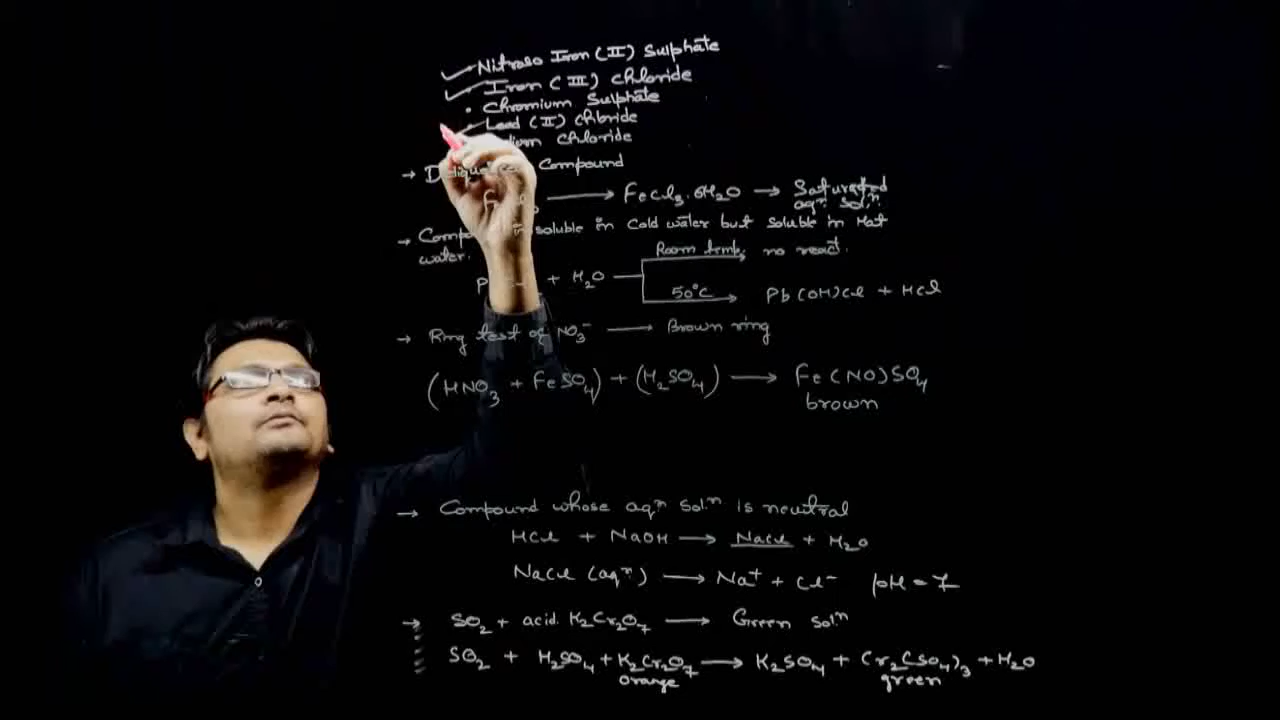 Nitraso Iron (II) Sulphate
Iron (III) Chloride
• Chromium Sulphate
• Lead (II) Chloride
Chloride
→ Compound
⟶ FeCl3.6H2O → Saturated aqn. soln.
→ soluble in Cold water but soluble in Hot
water.
Room temp, no react.
+ H2O
50°C Pb(OH)Cl + HCl
→ Ring test of NO3- ⟶ Brown ring
(HNO3 + FeSO4) + (H2SO4) ⟶ Fe(NO)SO4
brown
→ Compound whose aqn. Soln. is neutral
HCl + NaOH ⟶ NaCl + H2O
NaCl (aqn) ⟶ Na+ + Cl- pH = 7
→ SO2 + acid. K2Cr2O7 ⟶ Green soln
SO2 + H2SO4 + K2Cr2O7 ⟶ K2SO4 + Cr2(SO4)3 + H2O
orange green